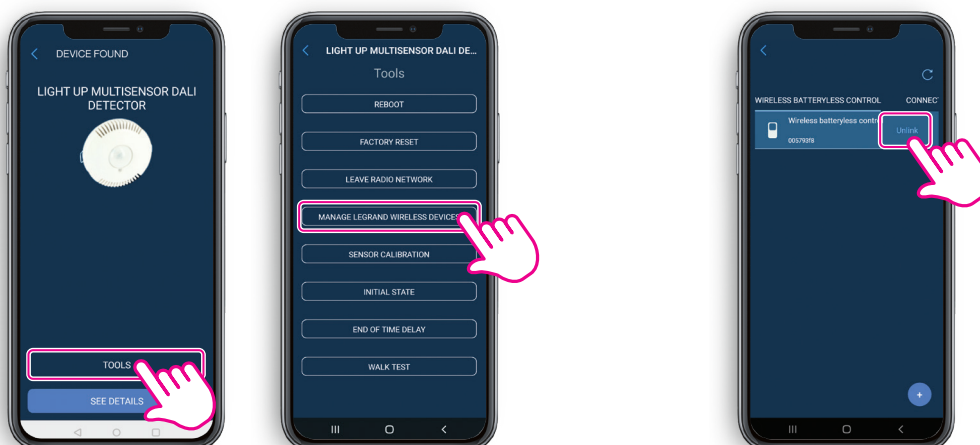 DEVICE FOUND
LIGHT UP MULTISENSOR DALI
DETECTOR
TOOLS
SEE DETAILS
LIGHT UP MULTISENSOR DALI DE...
Tools
REBOOT
FACTORY RESET
LEAVE RADIO NETWORK
MANAGE LEGRAND WIRELESS DEVICES
SENSOR CALIBRATION
INITIAL STATE
END OF TIME DELAY
WALK TEST
WIRELESS BATTERYLESS CONTROL CONNEC
Wireless batteryless contro
Unlink
005793f8